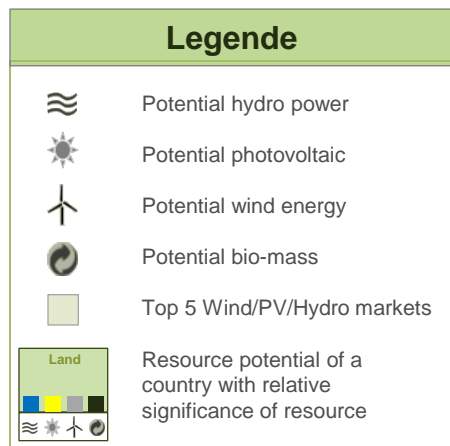 Legende
Potential hydro power
Potential photovoltaic
Potential wind energy
Potential bio-mass
Top 5 Wind/PV/Hydro markets
Land
Resource potential of a
country with relative
significance of resource